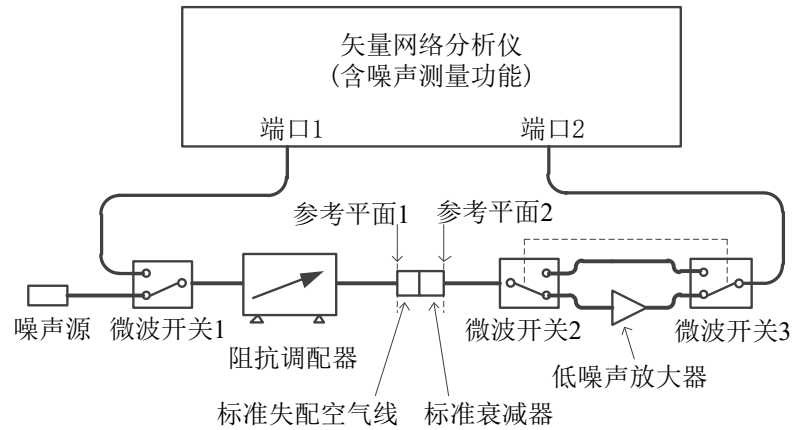 矢量网络分析仪
(含噪声测量功能)
端口1
端口2
参考平面1
参考平面2
噪声源
微波开关1
阻抗调配器
微波开关2
微波开关3
低噪声放大器
标准失配空气线
标准衰减器